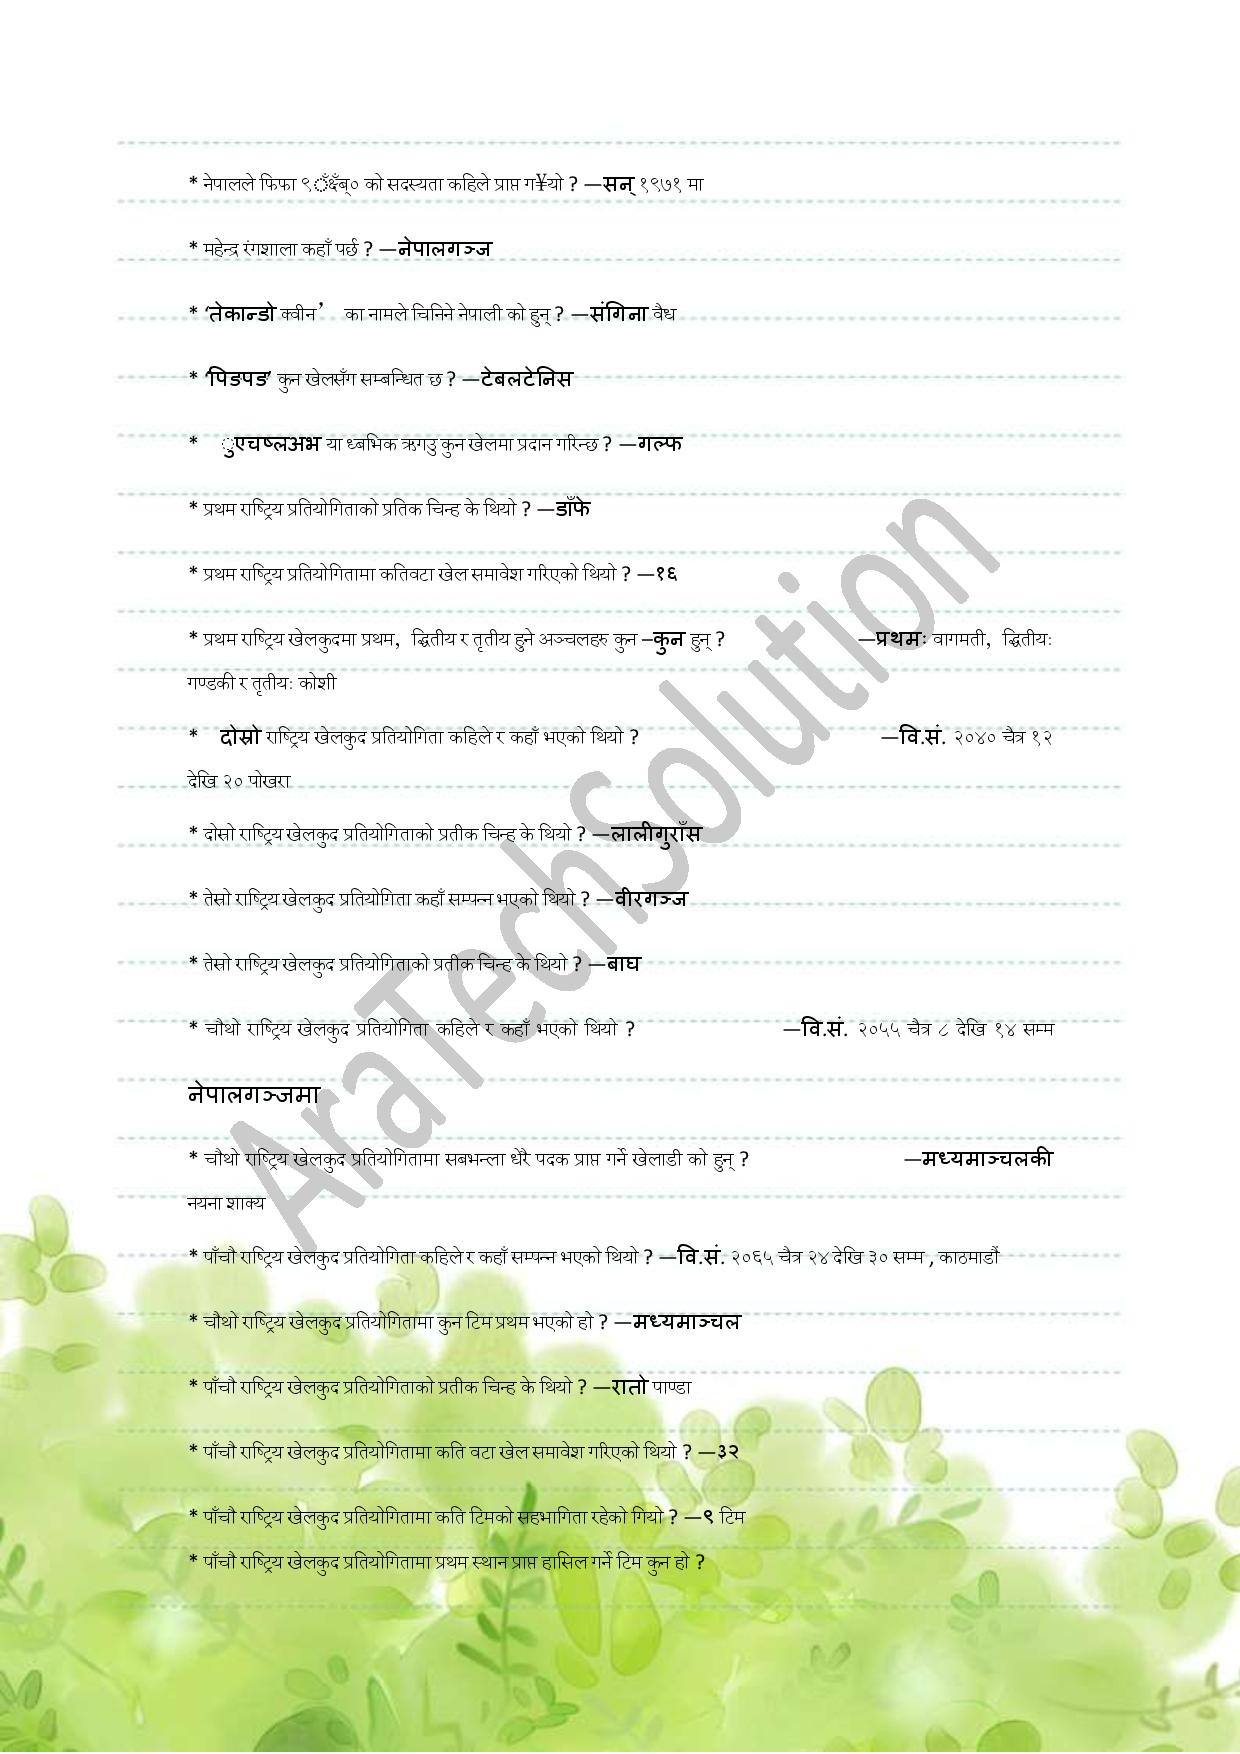 * नेपालले फिफा ९ँक्ष्ँब्० को सदस्यता कहिले प्राप्त ग¥यो ? —सन् १९७१ मा
* महेन्द्र रंगशाला कहाँ पर्छ ? —नेपालगञ्ज
* ‘तेकान्डो क्वीन’ का नामले चिनिने नेपाली को हुन् ? —संगिना वैध
* ‘पिङपङ’ कुन खेलसँग सम्बन्धित छ ? —टेबलटेनिस
* ुएचष्लअभ या ध्बभिक ऋगउ कुन खेलमा प्रदान गरिन्छ ? —गल्फ
* प्रथम राष्ट्रिय प्रतियोगिताको प्रतिक चिन्ह के थियो ? —डाँफे
* प्रथम राष्ट्रिय प्रतियोगितामा कतिवटा खेल समावेश गरिएको थियो ? —१६
* प्रथम राष्ट्रिय खेलकुदमा प्रथम, द्धितीय र तृतीय हुने अञ्चलहरु कुन –कुन हुन् ? —प्रथमः वागमती, द्धितीयः
गण्डकी र तृतीयः कोशी
* दोस्रो राष्ट्रिय खेलकुद प्रतियोगिता कहिले र कहाँ भएको थियो ? —वि.सं. २०४० चैत्र १२
देखि २० पोखरा
* दोस्रो राष्ट्रिय खेलकुद प्रतियोगिताको प्रतीक चिन्ह के थियो ? —लालीगुराँस
* तेस्रो राष्ट्रिय खेलकुद प्रतियोगिता कहाँ सम्पन्न भएको थियो ? —वीरगञ्ज
* तेस्रो राष्ट्रिय खेलकुद प्रतियोगिताको प्रतीक चिन्ह के थियो ? —बाघ
* चौथो राष्ट्रिय खेलकुद प्रतियोगिता कहिले र कहाँ भएको थियो ? —वि.सं. २०५५ चैत्र ८ देखि १४ सम्म
नेपालगञ्जमा
* चौथो राष्ट्रिय खेलकुद प्रतियोगितामा सबभन्ला धेरै पदक प्राप्त गर्ने खेलाडी को हुन् ? —मध्यमाञ्चलकी
नयना शाक्य
* पाँचौ राष्ट्रिय खेलकुद प्रतियोगिता कहिले र कहाँ सम्पन्न भएको थियो ? —वि.सं. २०६५ चैत्र २४ देखि ३० सम्म , काठमाडौं
* चौथो राष्ट्रिय खेलकुद प्रतियोगितामा कुन टिम प्रथम भएको हो ? —मध्यमाञ्चल
* पाँचौ राष्ट्रिय खेलकुद प्रतियोगिताको प्रतीक चिन्ह के थियो ? —रातो पाण्डा
* पाँचौ राष्ट्रिय खेलकुद प्रतियोगितामा कति वटा खेल समावेश गरिएको थियो ? —३२
* पाँचौ राष्ट्रिय खेलकुद प्रतियोगितामा कति टिमको सहभागिता रहेको गियो ? —९ टिम
* पाँचौ राष्ट्रिय खेलकुद प्रतियोगितामा प्रथम स्थान प्राप्त हासिल गर्ने टिम कुन हो ?
AraTechSolution